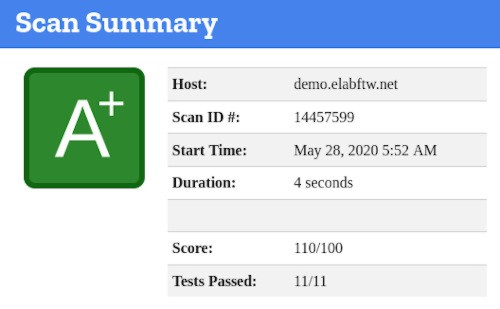 Scan Summary
A+
Host: demo.elabftw.net
Scan ID #: 14457599
Start Time: May 28, 2020 5:52 AM
Duration: 4 seconds
Score: 110/100
Tests Passed: 11/11